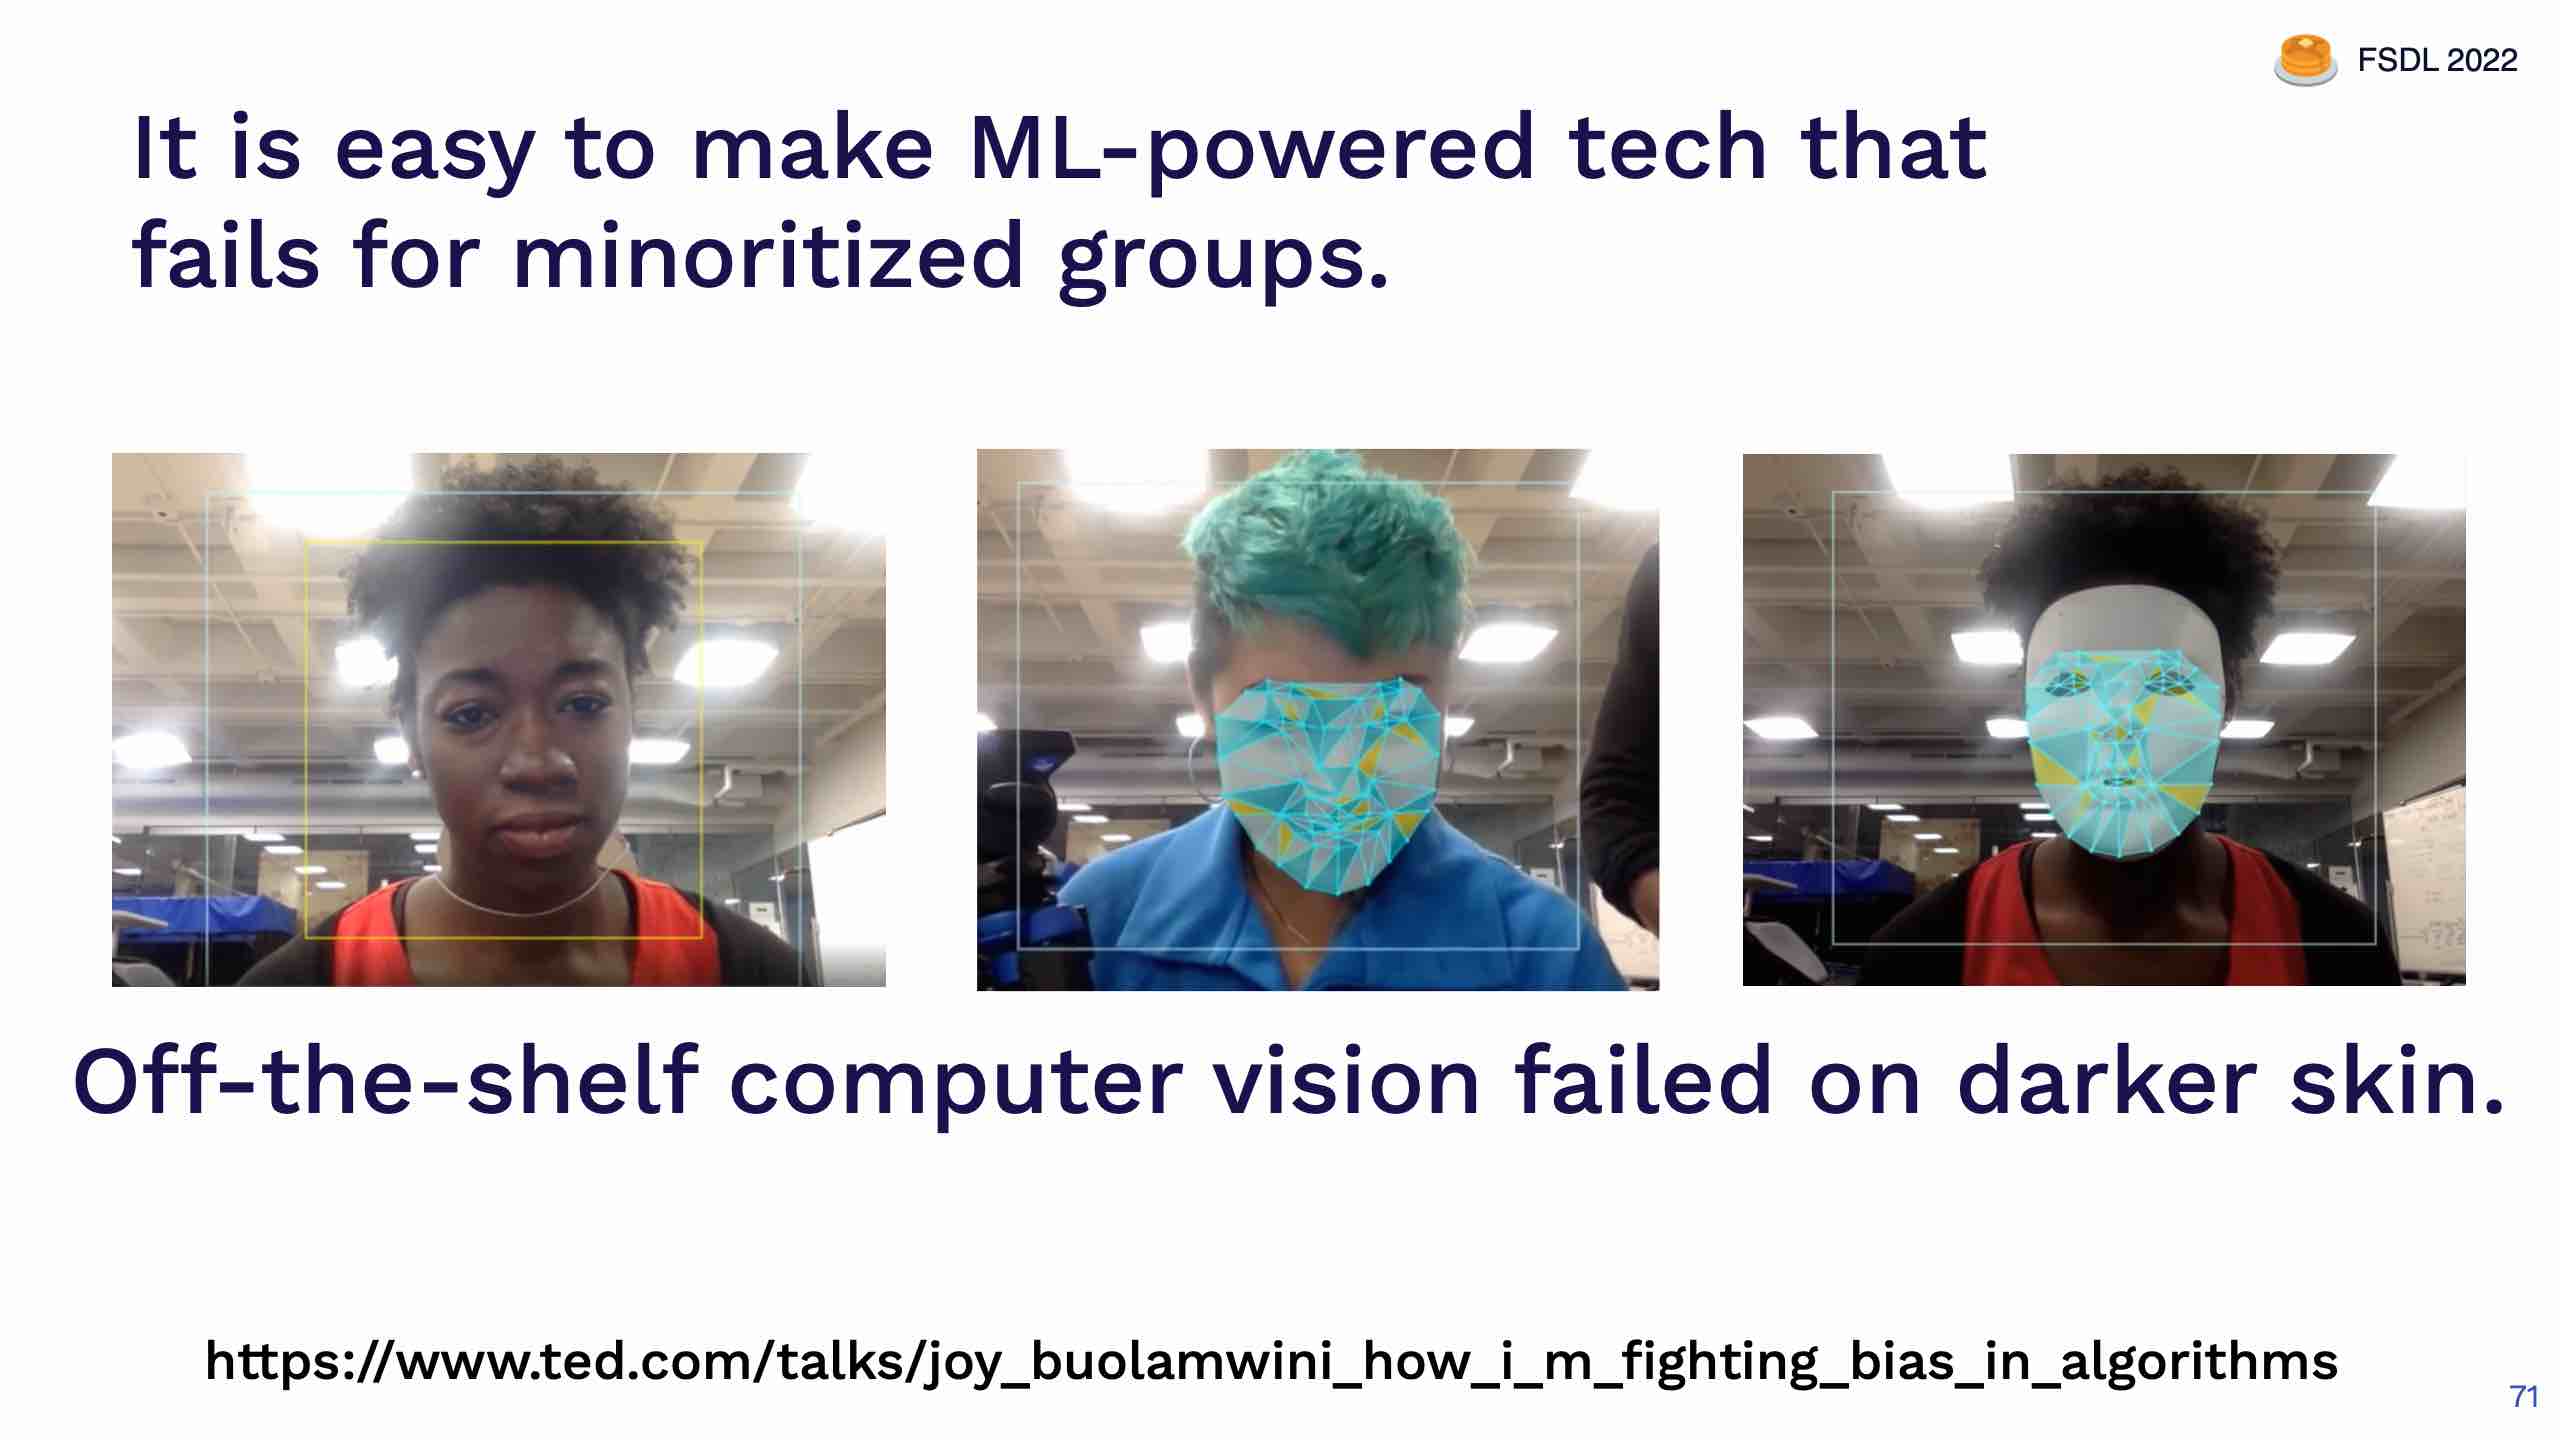 FSDL 2022
It is easy to make ML-powered tech that
fails for minoritized groups.
Off-the-shelf computer vision failed on darker skin.
https://www.ted.com/talks/joy_buolamwini_how_i_m_fighting_bias_in_algorithms
71